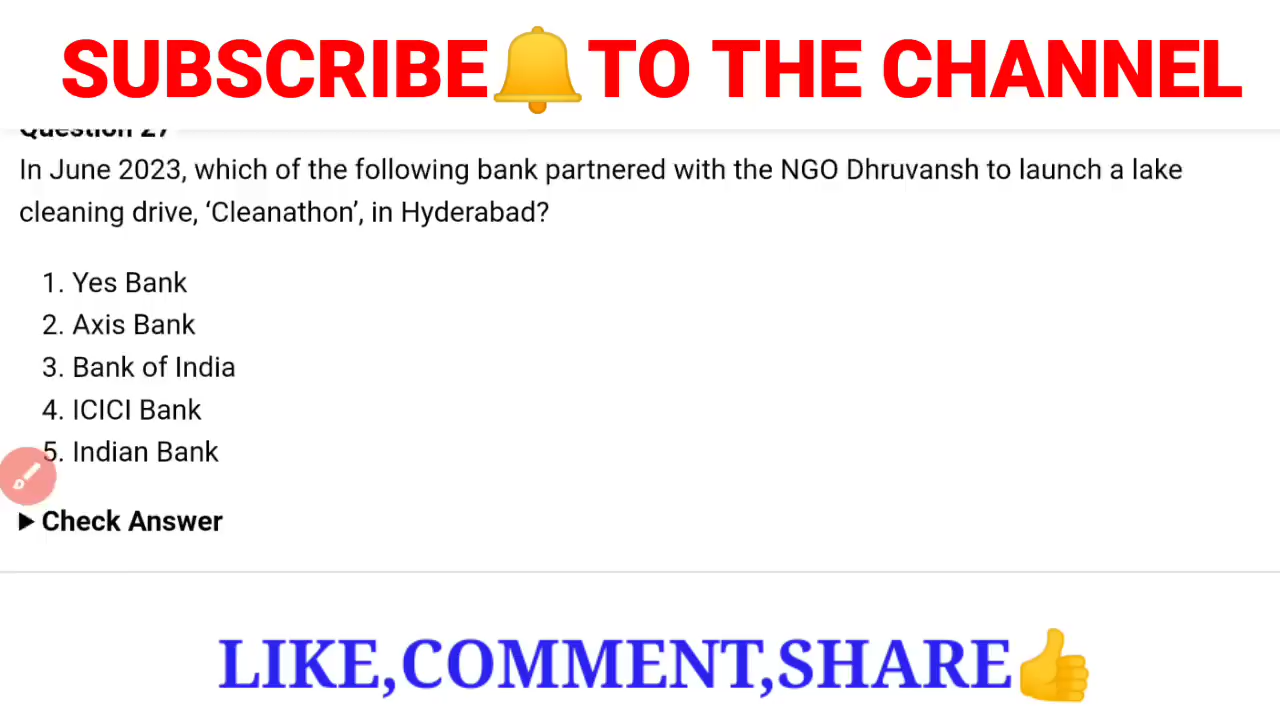 SUBSCRIBE🔔TO THE CHANNEL
Question 27
In June 2023, which of the following bank partnered with the NGO Dhruvansh to launch a lake
cleaning drive, ‘Cleanathon’, in Hyderabad?
1. Yes Bank
2. Axis Bank
3. Bank of India
4. ICICI Bank
5. Indian Bank
▶ Check Answer
LIKE,COMMENT,SHARE👍